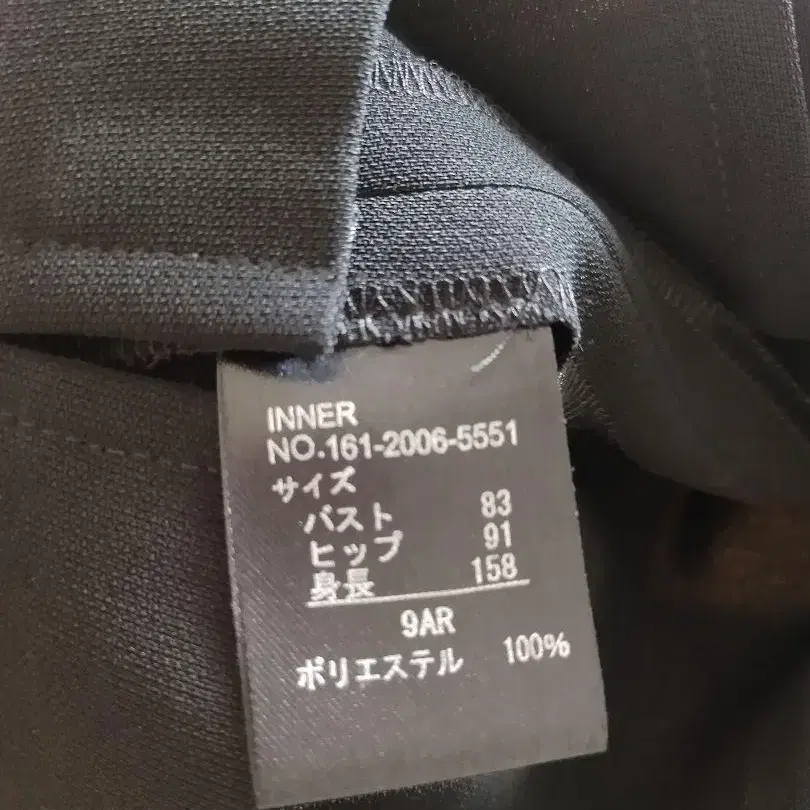 INNER
NO.161-2006-5551
サイズ
バスト 83
ヒップ 91
身長 158
9AR
ポリエステル 100%